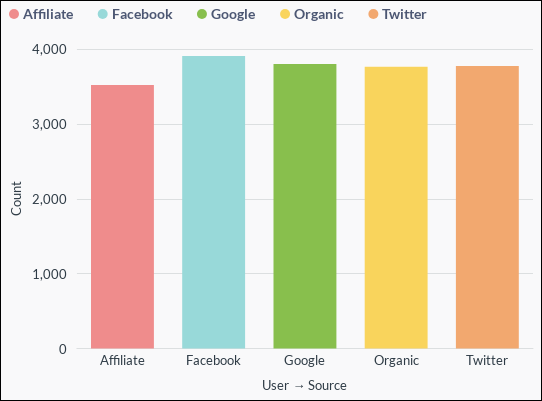 Affiliate Facebook Google Organic Twitter
4,000
3,000
2,000
1,000
0
Count
Affiliate Facebook Google Organic Twitter
User → Source